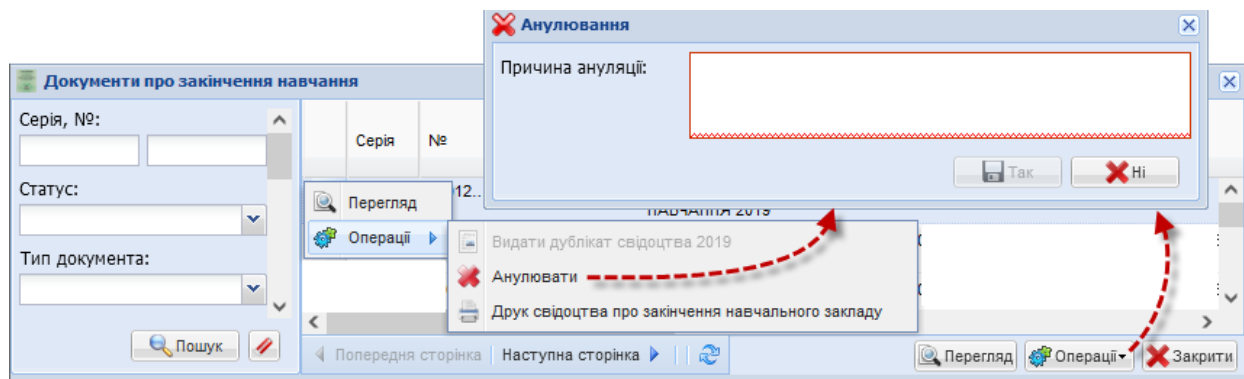 Анулювання
Причина ануляції:
Так
Ні
Документи про закінчення навчання
Серія, №:
Статус:
Тип документа:
Пошук
Серія
№
12..
НАВЧАННЯ 2019
Перегляд
Операції
Видати дублікат свідоцтва 2019
Анулювати
Друк свідоцтва про закінчення навчального закладу
Попередня сторінка
Наступна сторінка
Перегляд
Операції
Закрити